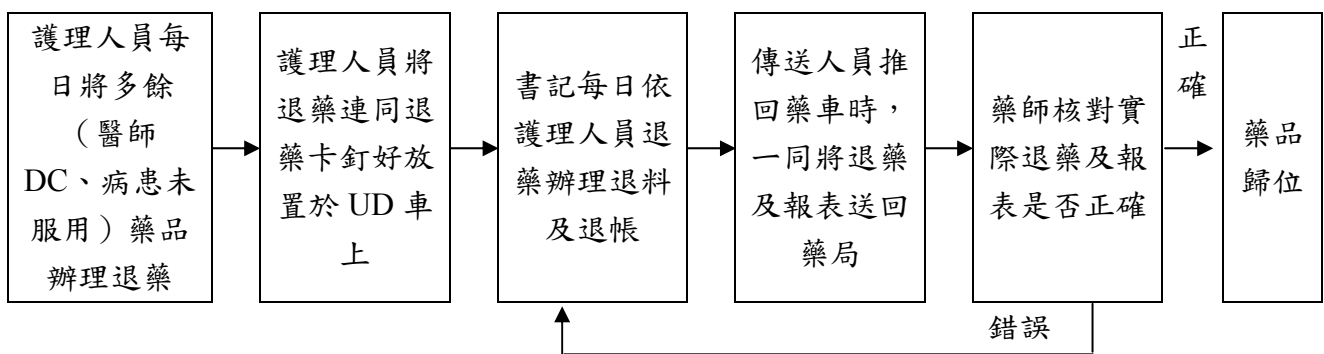 護理人員每
日將多餘
（醫師
DC、病患未
服用）藥品
辦理退藥
護理人員將
退藥連同退
藥卡釘好放
置於 UD 車
上
書記每日依
護理人員退
藥辦理退料
及退帳
傳送人員推
回藥車時，
一同將退藥
及報表送回
藥局
藥師核對實
際退藥及報
表是否正確
正
確
藥品
歸位
錯誤